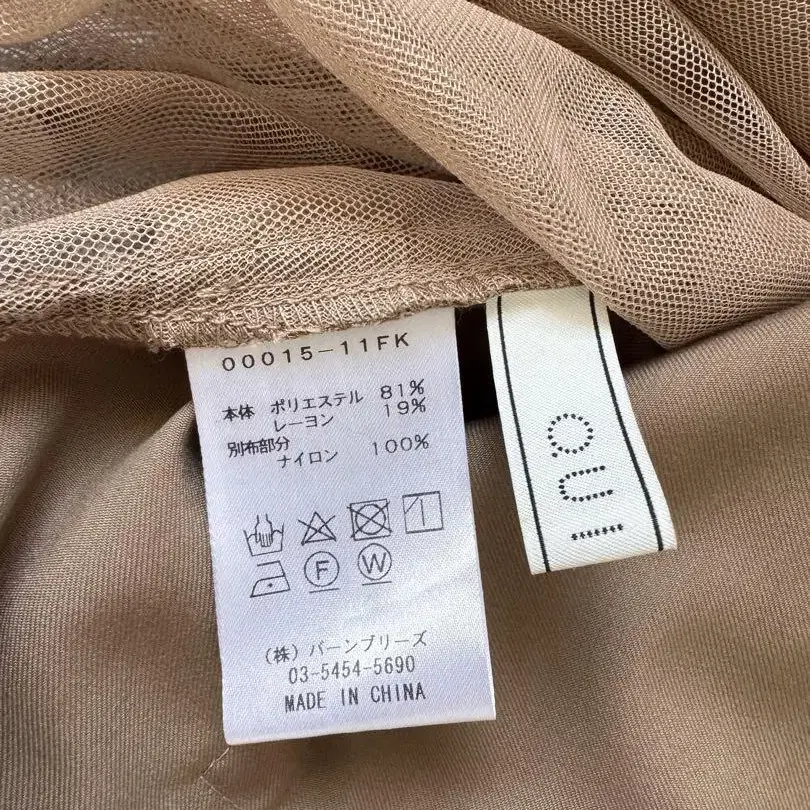 00015-11FK
本体 ポリエステル 81%
レーヨン 19%
別布部分
ナイロン 100%
F W
(株) バーンブリーズ
03-5454-5690
MADE IN CHINA